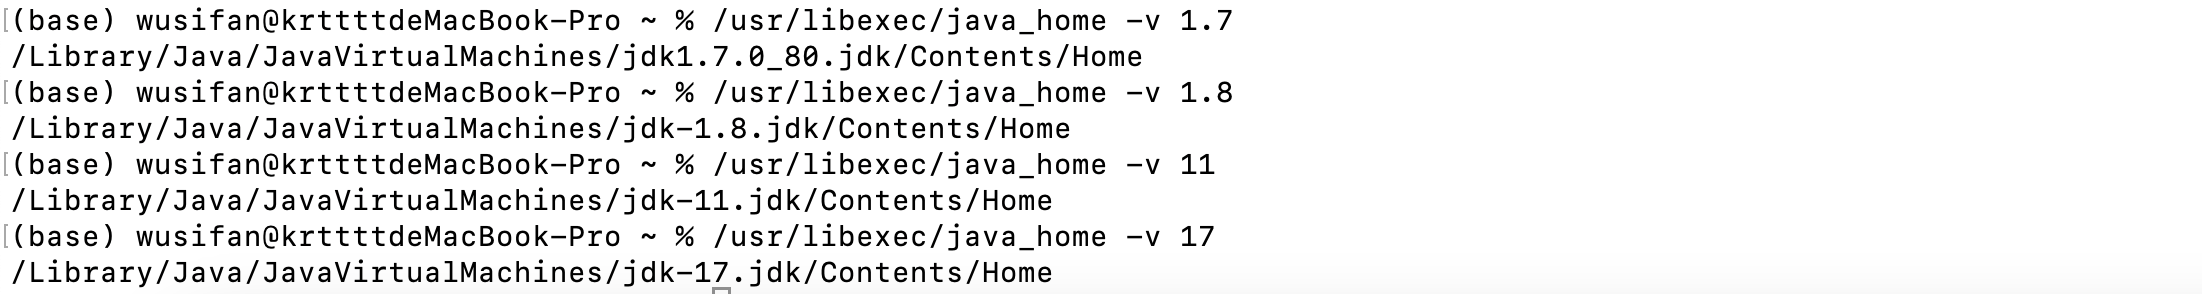 (base) wusifan@krttttdeMacBook-Pro ~ % /usr/libexec/java_home -v 1.7
/Library/Java/JavaVirtualMachines/jdk1.7.0_80.jdk/Contents/Home
(base) wusifan@krttttdeMacBook-Pro ~ % /usr/libexec/java_home -v 1.8
/Library/Java/JavaVirtualMachines/jdk-1.8.jdk/Contents/Home
(base) wusifan@krttttdeMacBook-Pro ~ % /usr/libexec/java_home -v 11
/Library/Java/JavaVirtualMachines/jdk-11.jdk/Contents/Home
(base) wusifan@krttttdeMacBook-Pro ~ % /usr/libexec/java_home -v 17
/Library/Java/JavaVirtualMachines/jdk-17.jdk/Contents/Home